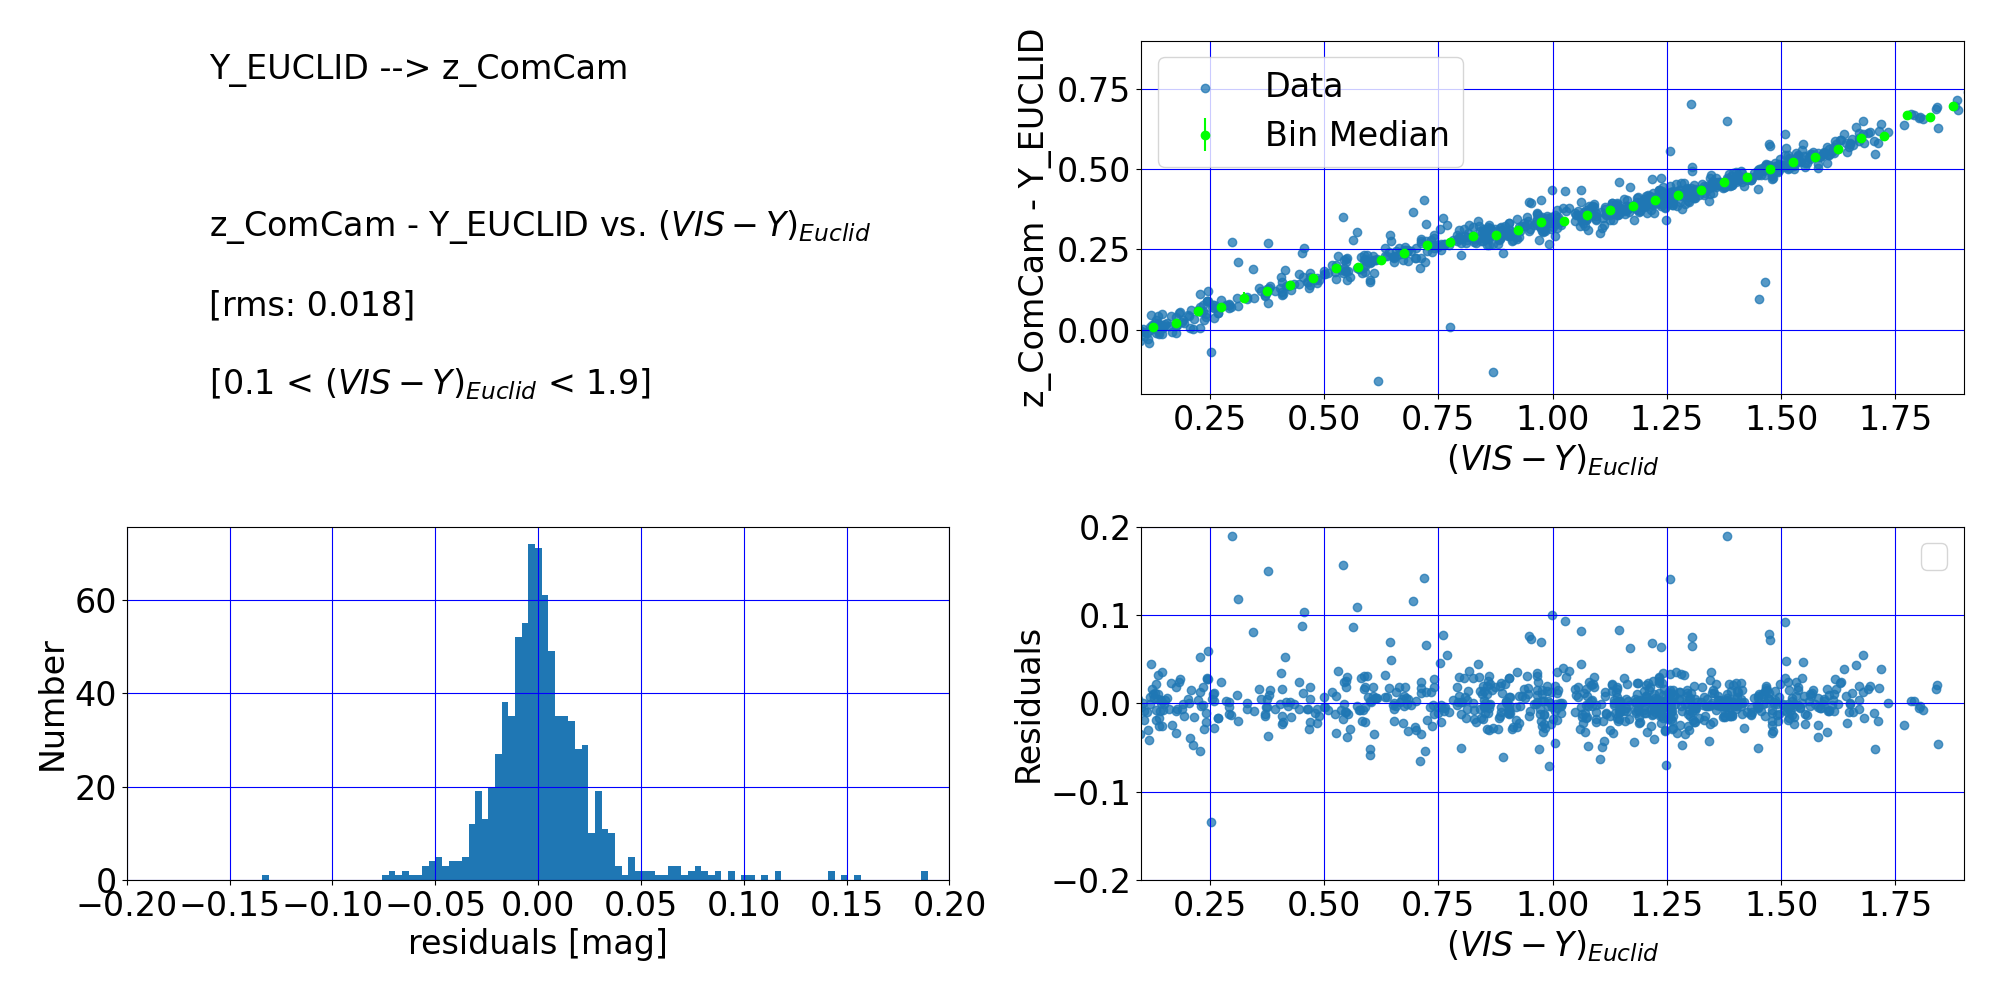 Y_EUCLID --> z_ComCam
z_ComCam - Y_EUCLID vs. (VIS − Y)Euclid
[rms: 0.018]
[0.1 < (VIS − Y)Euclid < 1.9]
z_ComCam - Y_EUCLID
0.75
0.50
0.25
0.00
Data
Bin Median
0.25 0.50 0.75 1.00 1.25 1.50 1.75
(VIS − Y)Euclid
Number
60
40
20
0
−0.20 −0.15 −0.10 −0.05 0.00 0.05 0.10 0.15 0.20
residuals [mag]
Residuals
0.2
0.1
0.0
−0.1
−0.2
0.25 0.50 0.75 1.00 1.25 1.50 1.75
(VIS − Y)Euclid